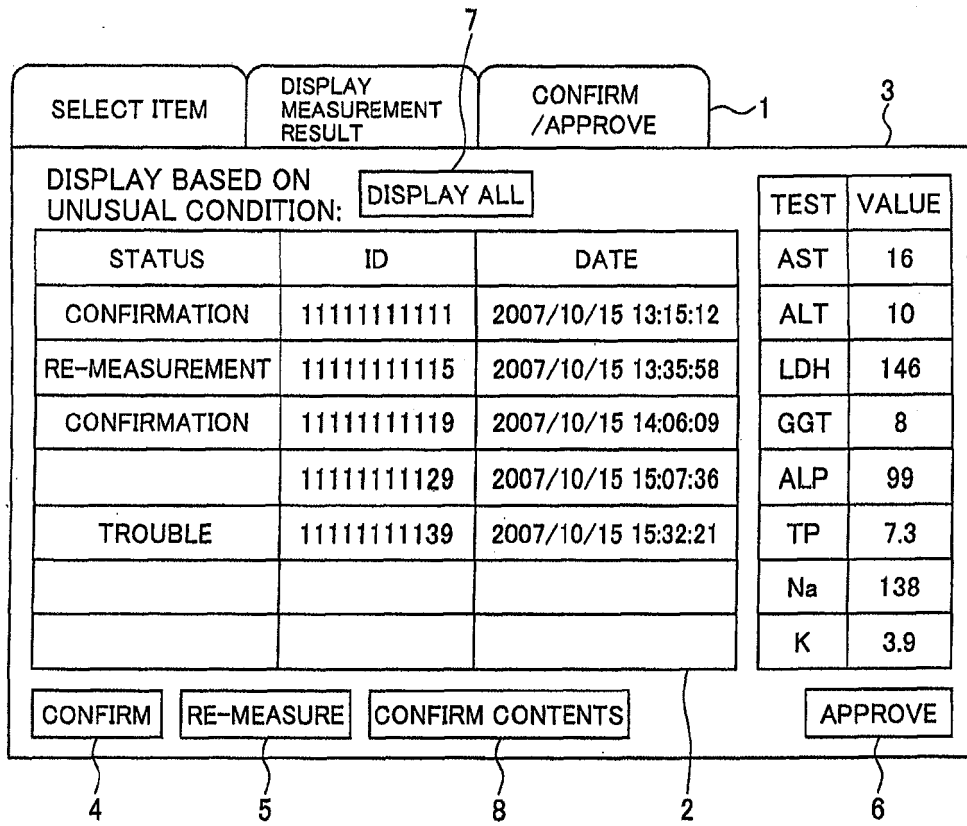 7
SELECT ITEM
DISPLAY
MEASUREMENT
RESULT
CONFIRM
/APPROVE
1
3
DISPLAY BASED ON
UNUSUAL CONDITION:
DISPLAY ALL
STATUS ID DATE
CONFIRMATION 11111111111 2007/10/15 13:15:12
RE-MEASUREMENT 11111111115 2007/10/15 13:35:58
CONFIRMATION 11111111119 2007/10/15 14:06:09
11111111129 2007/10/15 15:07:36
TROUBLE 11111111139 2007/10/15 15:32:21
TEST VALUE
AST 16
ALT 10
LDH 146
GGT 8
ALP 99
TP 7.3
Na 138
K 3.9
CONFIRM RE-MEASURE CONFIRM CONTENTS APPROVE
4 5 8 2 6